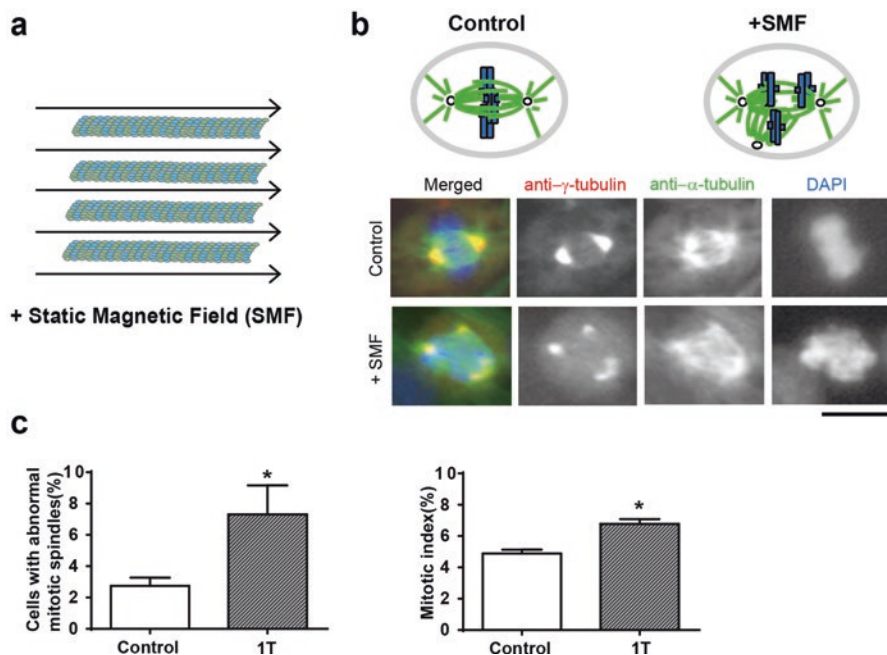 a
+ Static Magnetic Field (SMF)
b
Control
+SMF
Merged
anti–γ-tubulin
anti–α-tubulin
DAPI
Control
+ SMF
c
Cells with abnormal
mitotic spindles(%)
10
8
6
4
2
0
*
Control
1T
Mitotic index(%)
10
8
6
4
2
0
*
Control
1T